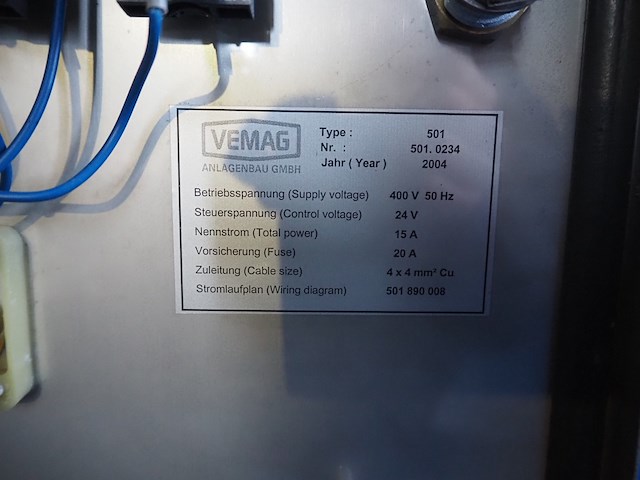 VEMAG
ANLAGENBAU GMBH
Type : 501
Nr. : 501. 0234
Jahr ( Year ) 2004
Betriebsspannung (Supply voltage) 400 V 50 Hz
Steuerspannung (Control voltage) 24 V
Nennstrom (Total power) 15 A
Vorsicherung (Fuse) 20 A
Zuleitung (Cable size) 4 x 4 mm² Cu
Stromlaufplan (Wiring diagram) 501 890 008